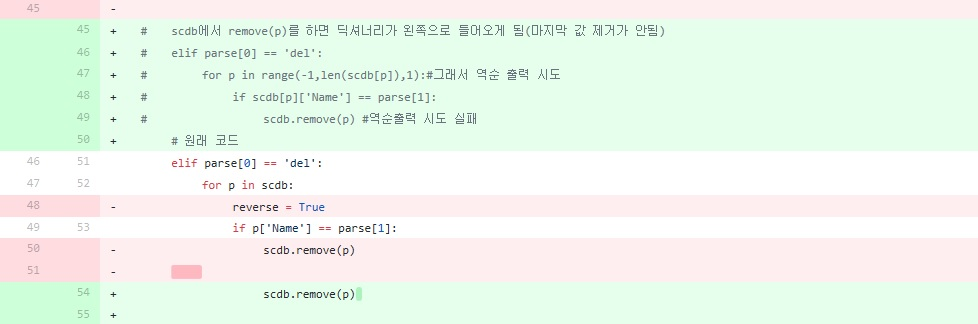 45 -
45 + # scdb에서 remove(p)를 하면 딕셔너리가 왼쪽으로 들어오게 됨(마지막 값 제거가 안됨)
46 + # elif parse[0] == 'del':
47 + # for p in range(-1,len(scdb[p]),1):#그래서 역순 출력 시도
48 + # if scdb[p]['Name'] == parse[1]:
49 + # scdb.remove(p) #역순출력 시도 실패
50 + # 원래 코드
46 51 elif parse[0] == 'del':
47 52 for p in scdb:
48 - reverse = True
49 53 if p['Name'] == parse[1]:
50 - scdb.remove(p)
51 -
54 + scdb.remove(p)
55 +